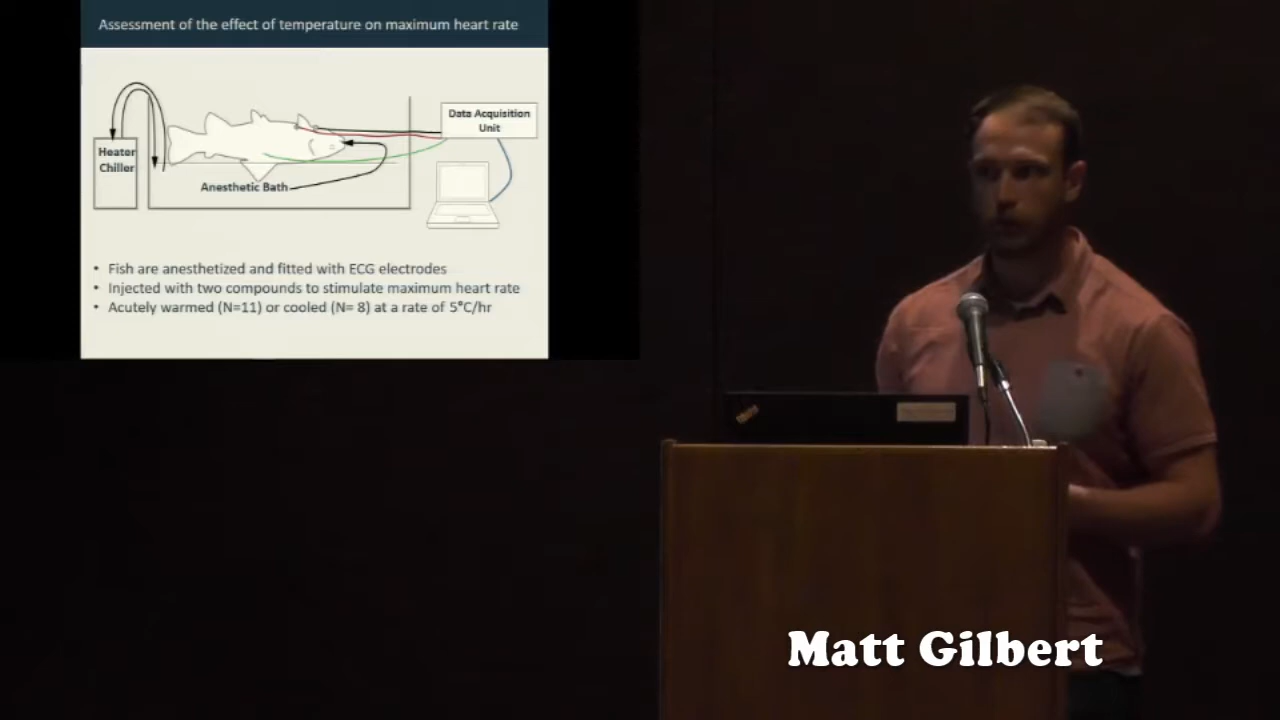 Assessment of the effect of temperature on maximum heart rate
Data Acquisition
Unit
Heater
Chiller
Anesthetic Bath
• Fish are anesthetized and fitted with ECG electrodes
• Injected with two compounds to stimulate maximum heart rate
• Acutely warmed (N=11) or cooled (N= 8) at a rate of 5°C/hr
Matt Gilbert